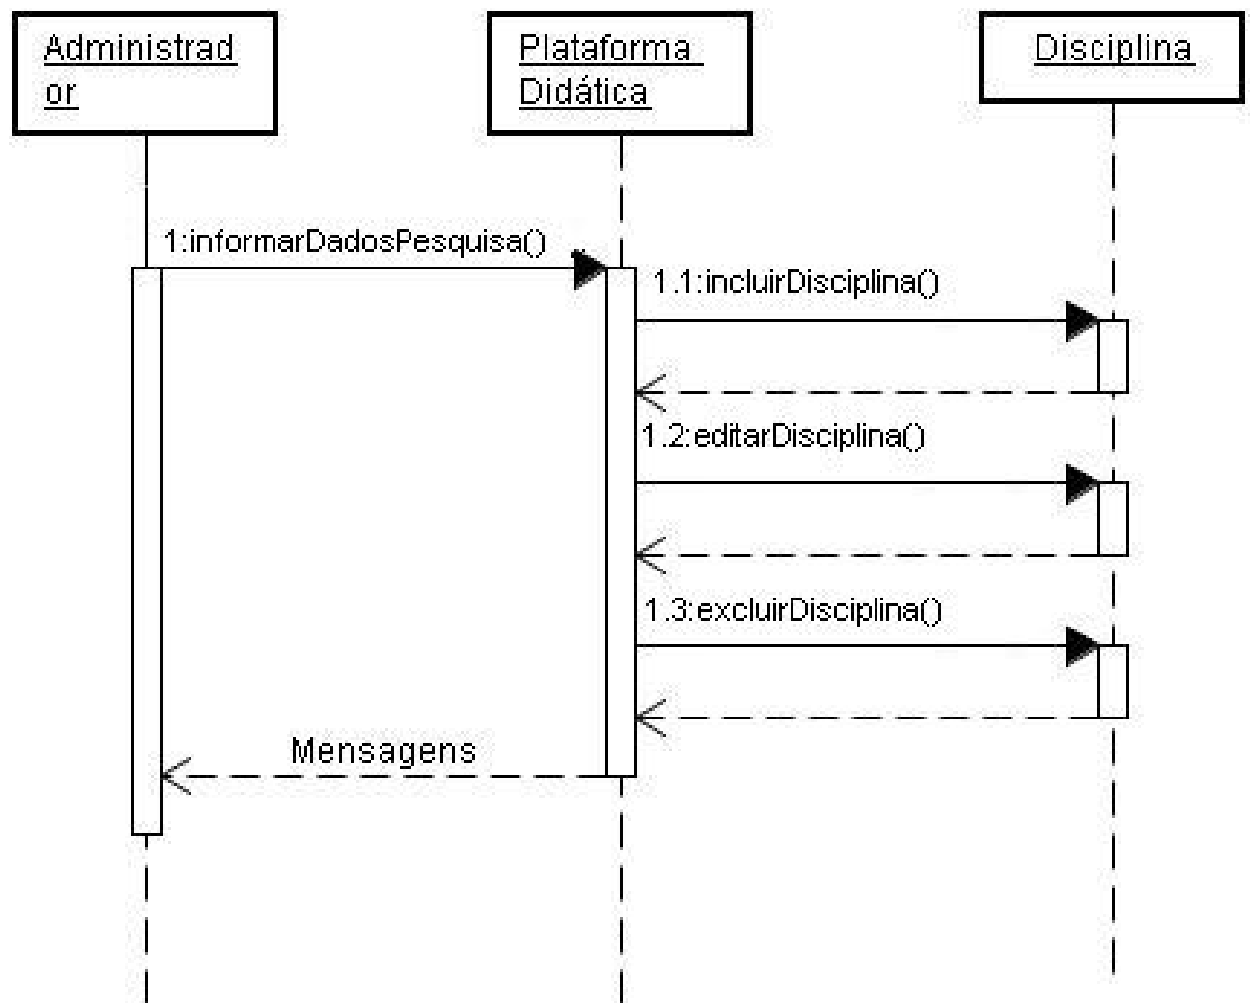 Administrad
or
Plataforma
Didática
Disciplina
1:informarDadosPesquisa()
1.1:incluirDisciplina()
1.2:editarDisciplina()
1.3:excluirDisciplina()
Mensagens